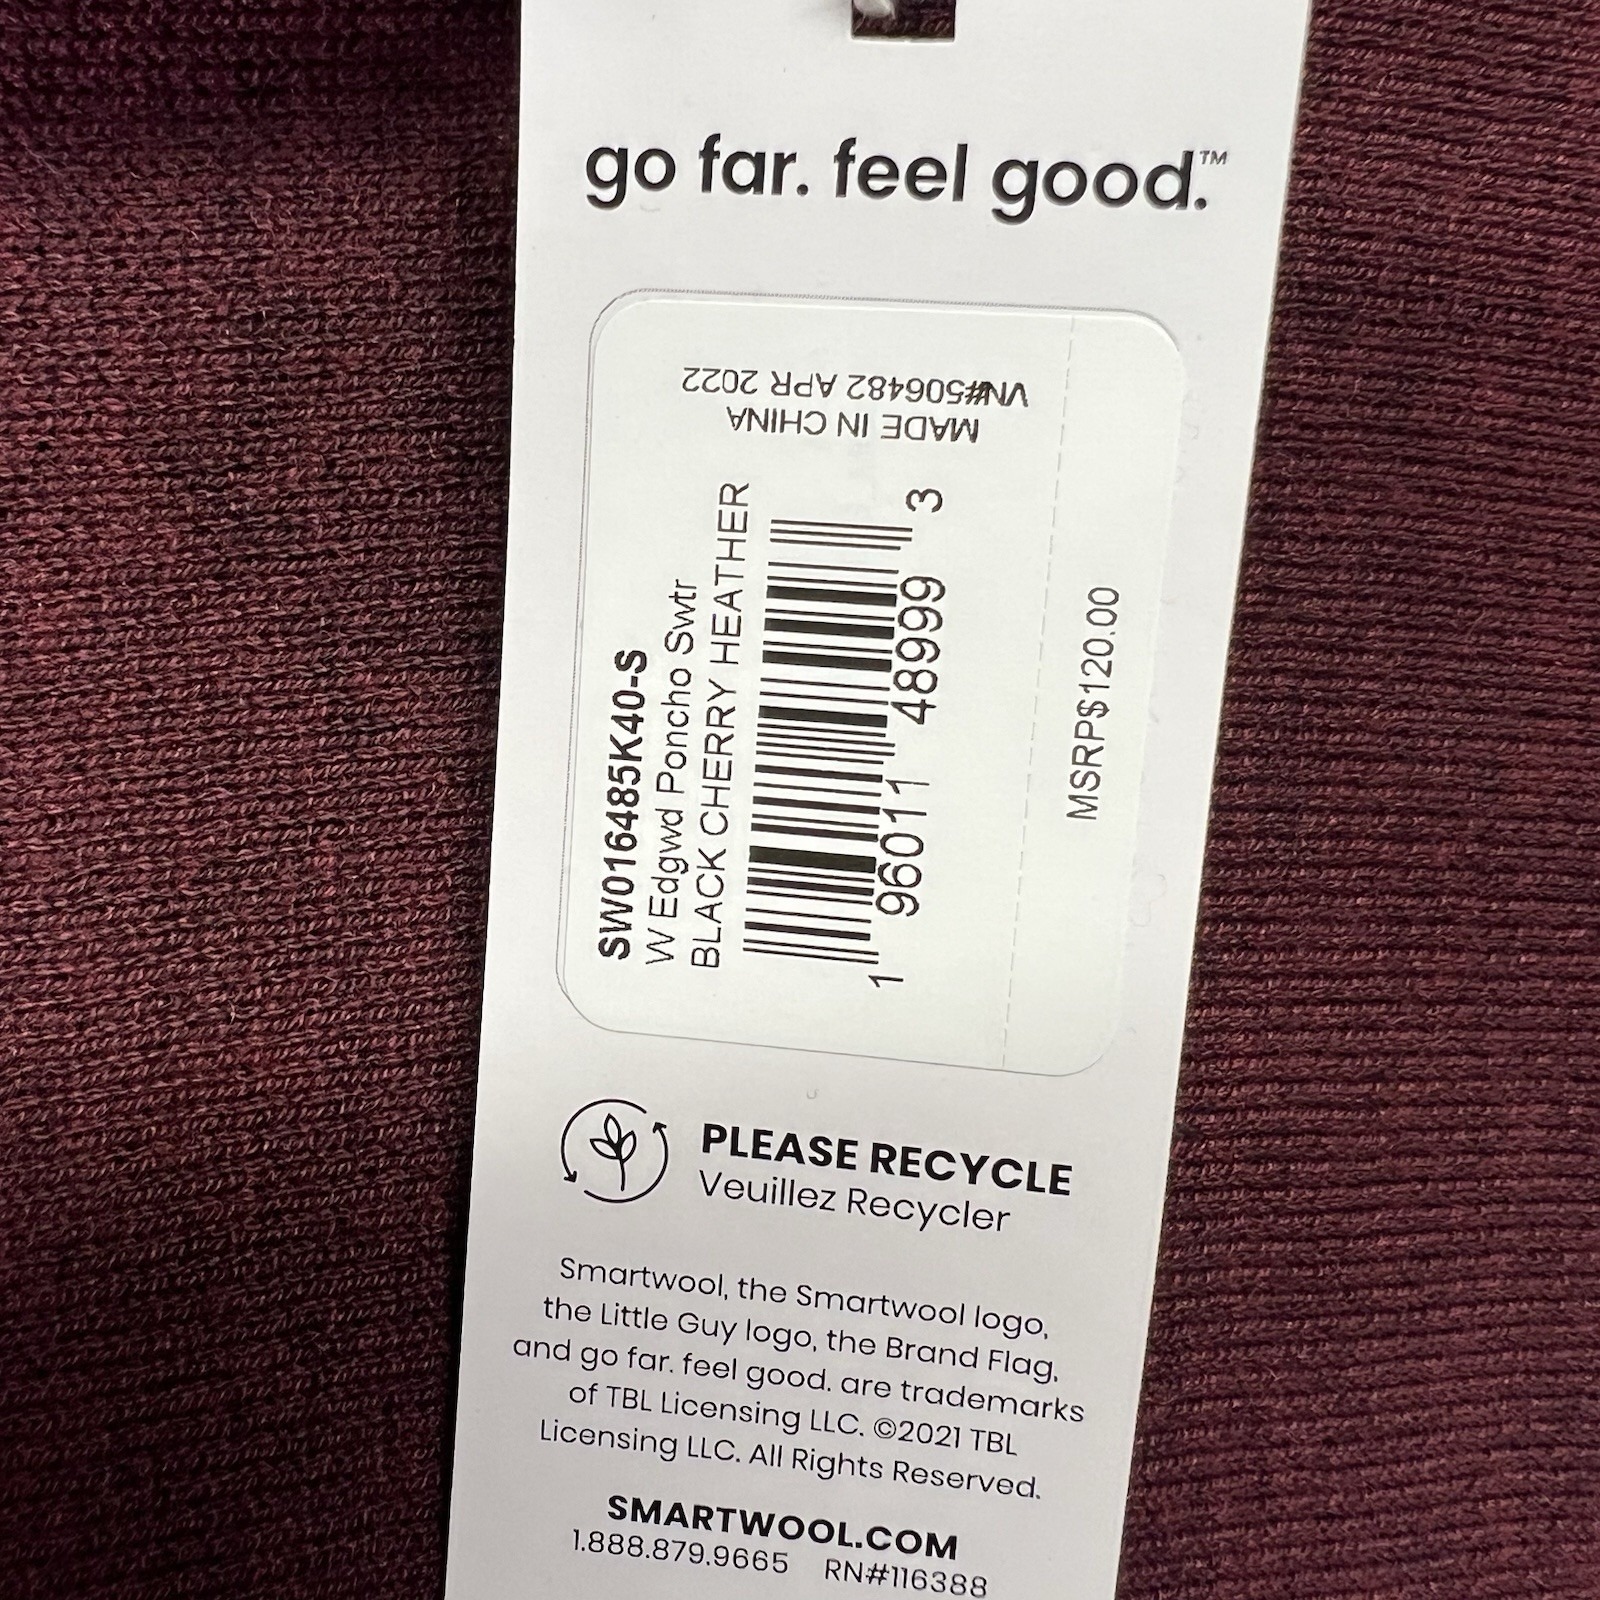 go far. feel good.™
VN#506482 APR 2022
MADE IN CHINA
SW016485K40-S
W Edgwd Poncho Swtr
BLACK CHERRY HEATHER
1 96011 48999 3
MSRP$120.00
PLEASE RECYCLE
Veuillez Recycler
Smartwool, the Smartwool logo,
the Little Guy logo, the Brand Flag,
and go far. feel good. are trademarks
of TBL Licensing LLC. ©2021 TBL
Licensing LLC. All Rights Reserved.
SMARTWOOL.COM
1.888.879.9665 RN#116388